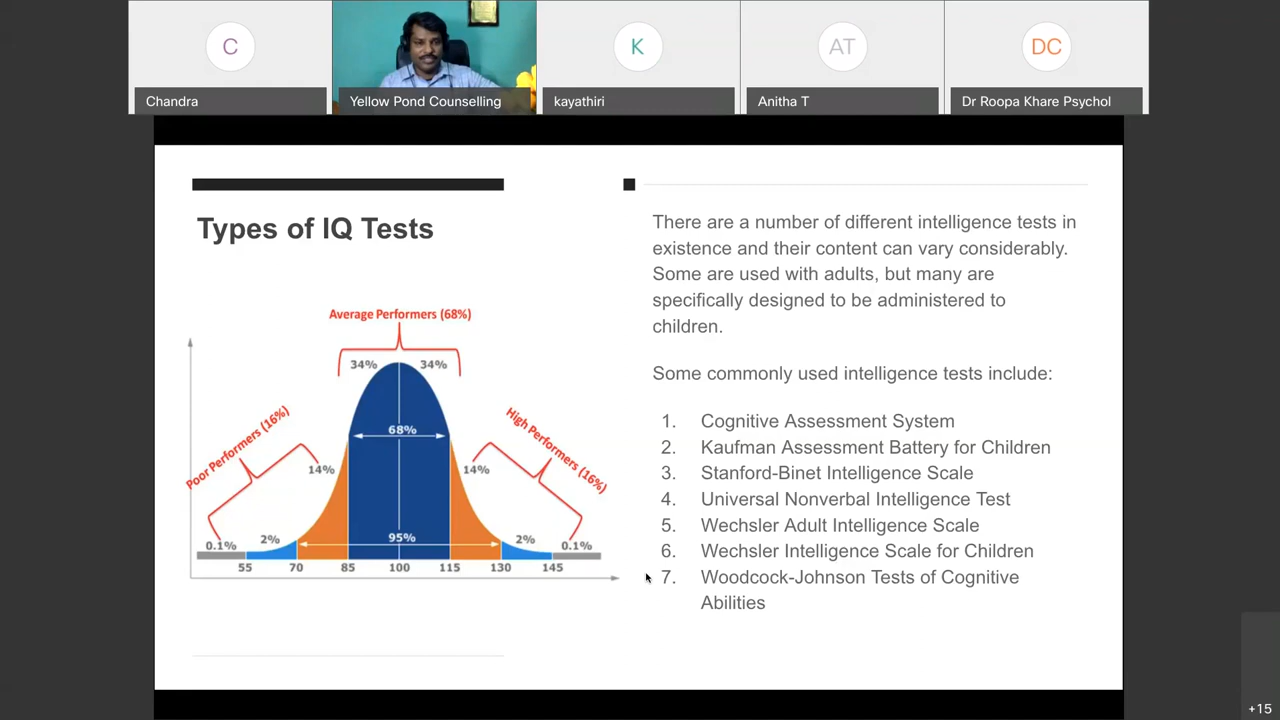 C
K
AT
DC
Chandra
Yellow Pond Counselling
kayathiri
Anitha T
Dr Roopa Khare Psychol
Types of IQ Tests
Average Performers (68%)
34%
34%
68%
Poor Performers (16%)
High Performers (16%)
14%
14%
0.1%
2%
95%
2%
0.1%
55
70
85
100
115
130
145
There are a number of different intelligence tests in
existence and their content can vary considerably.
Some are used with adults, but many are
specifically designed to be administered to
children.
Some commonly used intelligence tests include:
1. Cognitive Assessment System
2. Kaufman Assessment Battery for Children
3. Stanford-Binet Intelligence Scale
4. Universal Nonverbal Intelligence Test
5. Wechsler Adult Intelligence Scale
6. Wechsler Intelligence Scale for Children
7. Woodcock-Johnson Tests of Cognitive
Abilities
+15